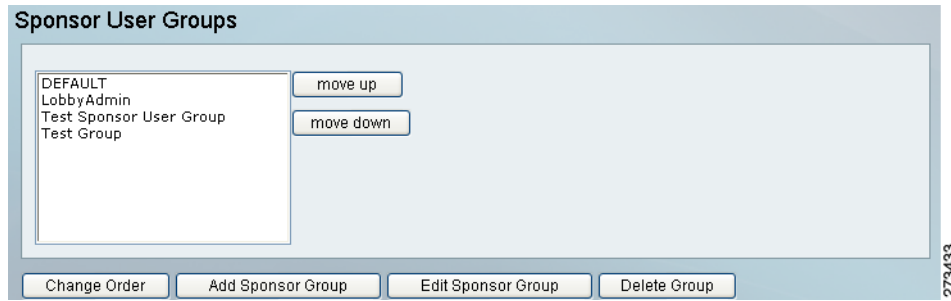 Sponsor User Groups
DEFAULT
LobbyAdmin
Test Sponsor User Group
Test Group
move up
move down
Change Order
Add Sponsor Group
Edit Sponsor Group
Delete Group
273433